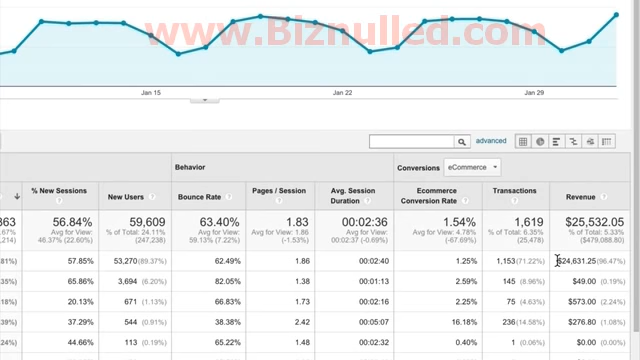 www.Biznulled.com
Jan 15 Jan 22 Jan 29
advanced
Behavior Conversions eCommerce
% New Sessions New Users Bounce Rate Pages / Session Avg. Session Duration Ecommerce Conversion Rate Transactions Revenue
56.84% 59,609 63.40% 1.83 00:02:36 1.54% 1,619 $25,532.05
Avg for View: % of Total: 24.11% Avg for View: Avg for View: 1.86 Avg for View: Avg for View: 4.78% % of Total: 6.35% % of Total: 5.33%
46.37% (22.60%) (247,238) 59.13% (7.22%) (-1.53%) 00:02:37 (-0.69%) (-67.69%) (25,478) ($479,088.80)
57.85% 53,270 (89.37%) 62.49% 1.86 00:02:40 1.25% 1,153 (71.22%) $24,631.25 (96.47%)
65.86% 3,694 (6.20%) 82.05% 1.38 00:01:13 2.59% 145 (8.96%) $49.00 (0.19%)
20.13% 671 (1.13%) 66.83% 1.73 00:02:16 2.25% 75 (4.63%) $573.00 (2.24%)
37.29% 544 (0.91%) 38.38% 2.42 00:05:07 16.18% 236 (14.58%) $276.80 (1.08%)
44.66% 113 (0.19%) 65.22% 1.48 00:02:32 0.40% 1 (0.06%) $0.00 (0.00%)